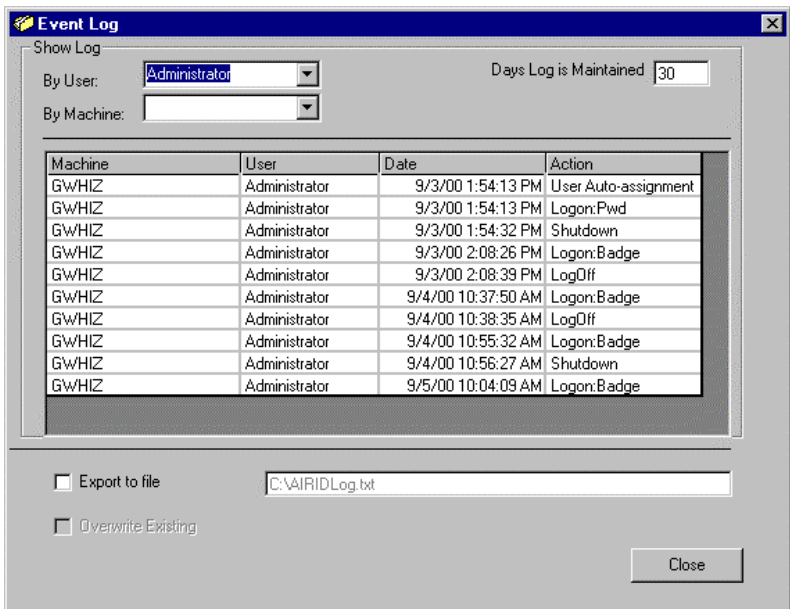 Event Log
Show Log
By User: Administrator Days Log is Maintained 30
By Machine:
Machine User Date Action
GWHIZ Administrator 9/3/00 1:54:13 PM User Auto-assignment
GWHIZ Administrator 9/3/00 1:54:13 PM Logon:Pwd
GWHIZ Administrator 9/3/00 1:54:32 PM Shutdown
GWHIZ Administrator 9/3/00 2:08:26 PM Logon:Badge
GWHIZ Administrator 9/3/00 2:08:39 PM LogOff
GWHIZ Administrator 9/4/00 10:37:50 AM Logon:Badge
GWHIZ Administrator 9/4/00 10:38:35 AM LogOff
GWHIZ Administrator 9/4/00 10:55:32 AM Logon:Badge
GWHIZ Administrator 9/4/00 10:56:27 AM Shutdown
GWHIZ Administrator 9/5/00 10:04:09 AM Logon:Badge
Export to file C:\AIRIDLog.txt
Overwrite Existing
Close